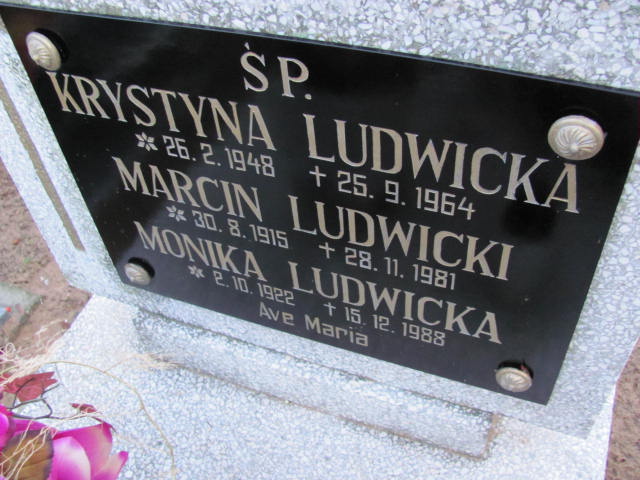 ŚP.
KRYSTYNA LUDWICKA
* 26. 2. 1948 † 25. 9. 1964
MARCIN LUDWICKI
* 30. 8. 1915 † 28. 11. 1981
MONIKA LUDWICKA
* 2. 10. 1922 † 15. 12. 1988
Ave Maria